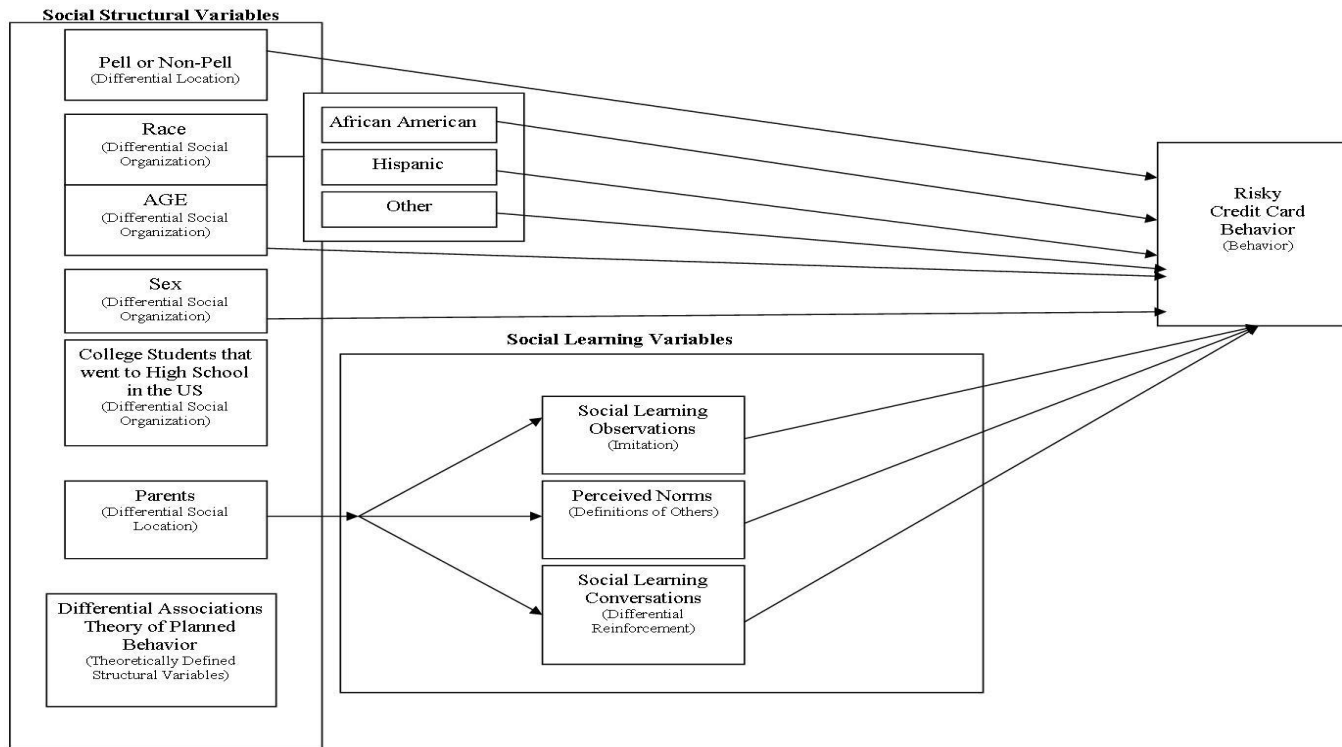 Social Structural Variables
Pell or Non-Pell
(Differential Location)
Race
(Differential Social
Organization)
African American
Hispanic
Other
AGE
(Differential Social
Organization)
Sex
(Differential Social
Organization)
College Students that
went to High School
in the US
(Differential Social
Organization)
Parents
(Differential Social
Location)
Differential Associations
Theory of Planned
Behavior
(Theoretically Defined
Structural Variables)
Social Learning Variables
Social Learning
Observations
(Imitation)
Perceived Norms
(Definitions of Others)
Social Learning
Conversations
(Differential
Reinforcement)
Risky
Credit Card
Behavior
(Behavior)